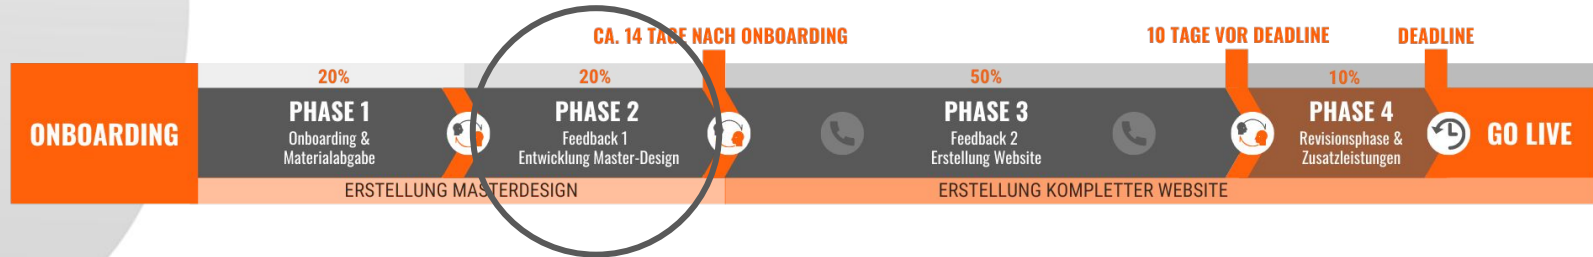 CA. 14 TAGE NACH ONBOARDING
10 TAGE VOR DEADLINE
DEADLINE
20%
20%
50%
10%
ONBOARDING
PHASE 1
Onboarding &
Materialabgabe
PHASE 2
Feedback 1
Entwicklung Master-Design
PHASE 3
Feedback 2
Erstellung Website
PHASE 4
Revisionsphase &
Zusatzleistungen
GO LIVE
ERSTELLUNG MASTERDESIGN
ERSTELLUNG KOMPLETTER WEBSITE